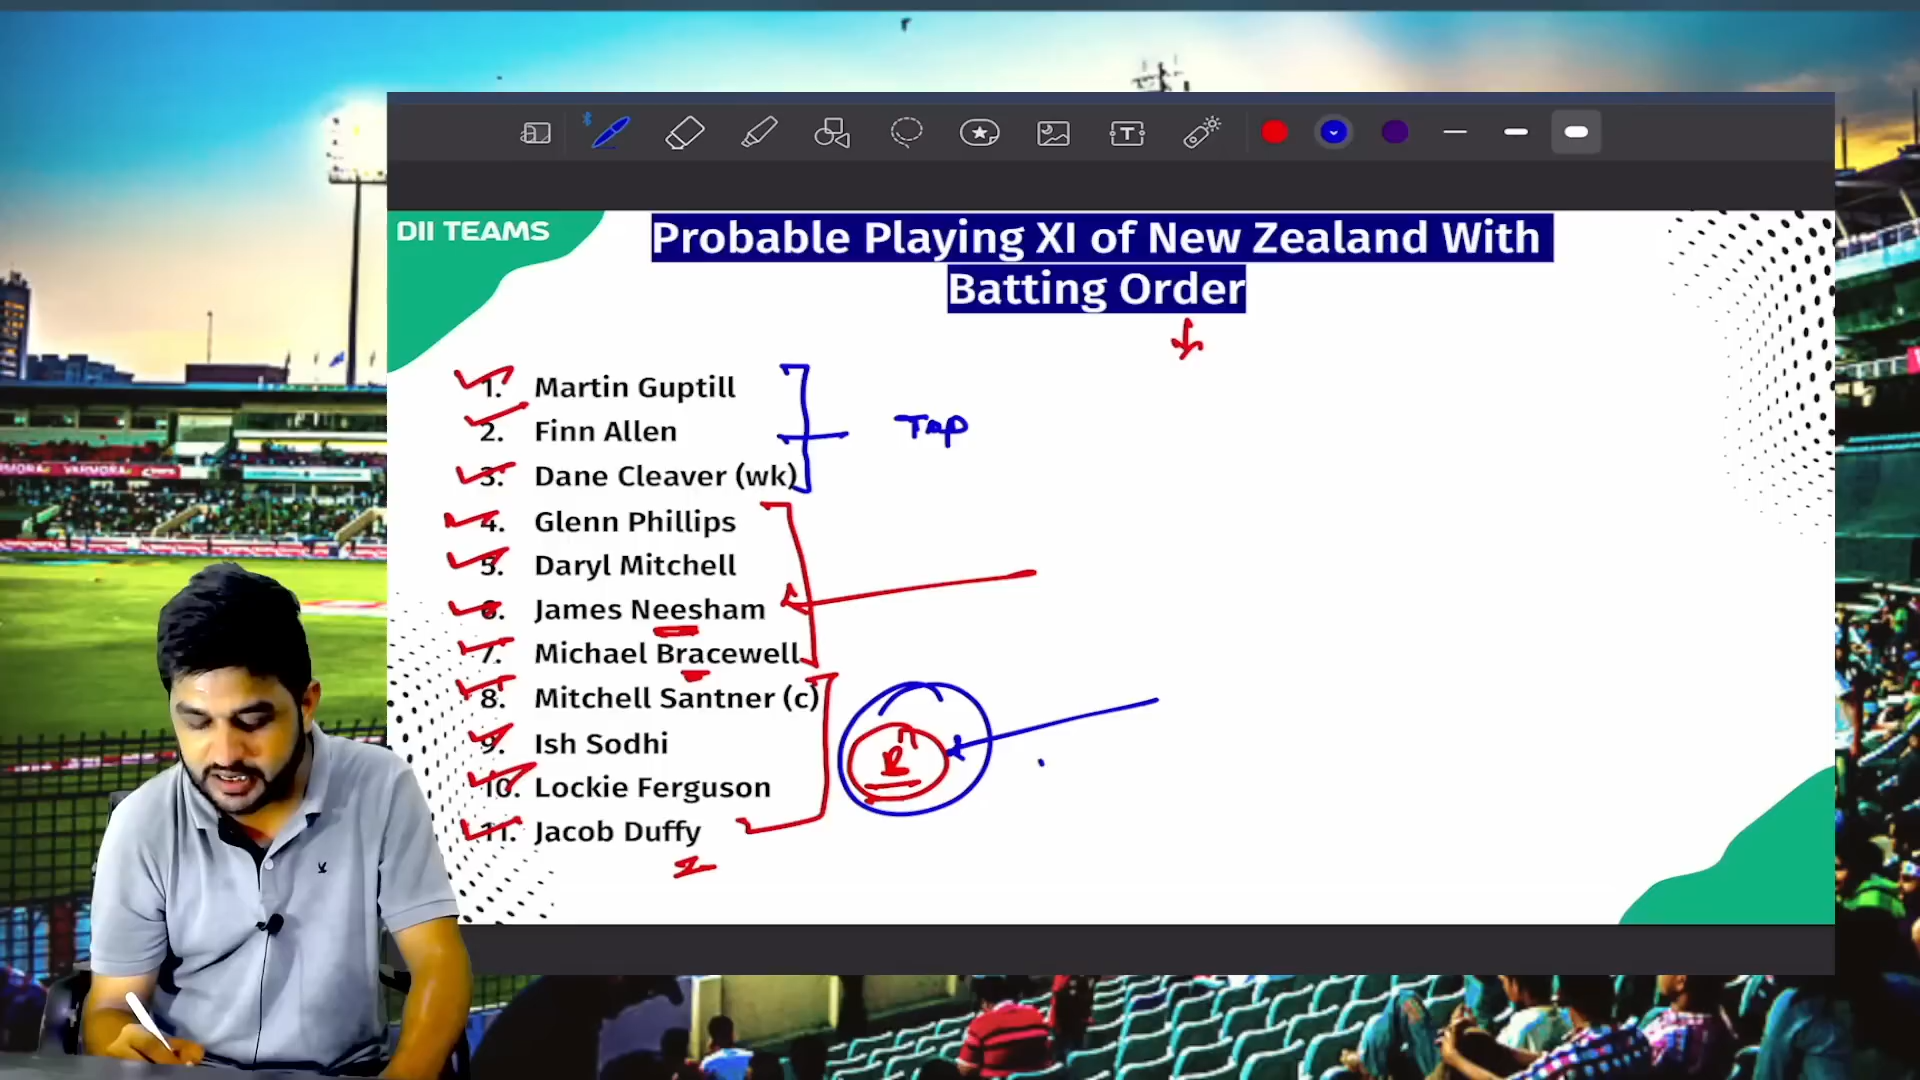 DII TEAMS
Probable Playing XI of New Zealand With
Batting Order
1. Martin Guptill
Top
2. Finn Allen
3. Dane Cleaver (wk)
4. Glenn Phillips
5. Daryl Mitchell
6. James Neesham
7. Michael Bracewell
8. Mitchell Santner (c)
9. Ish Sodhi
10. Lockie Ferguson
11. Jacob Duffy